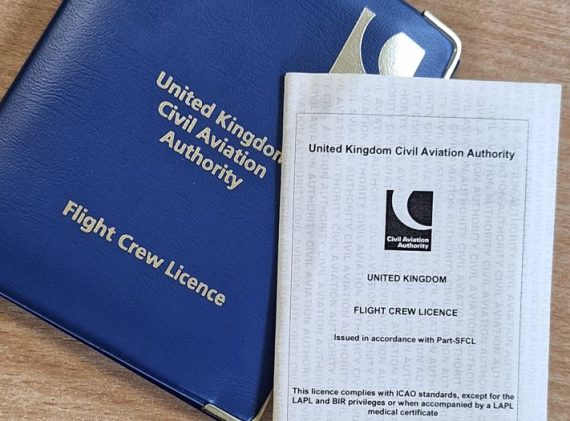 United Kingdom
Civil Aviation
Authority
Flight Crew Licence
United Kingdom Civil Aviation Authority
Civil Aviation
Authority
UNITED KINGDOM
FLIGHT CREW LICENCE
Issued in accordance with Part-SFCL
This licence complies with ICAO standards, except for the
LAPL and BIR privileges or when accompanied by a LAPL
medical certificate